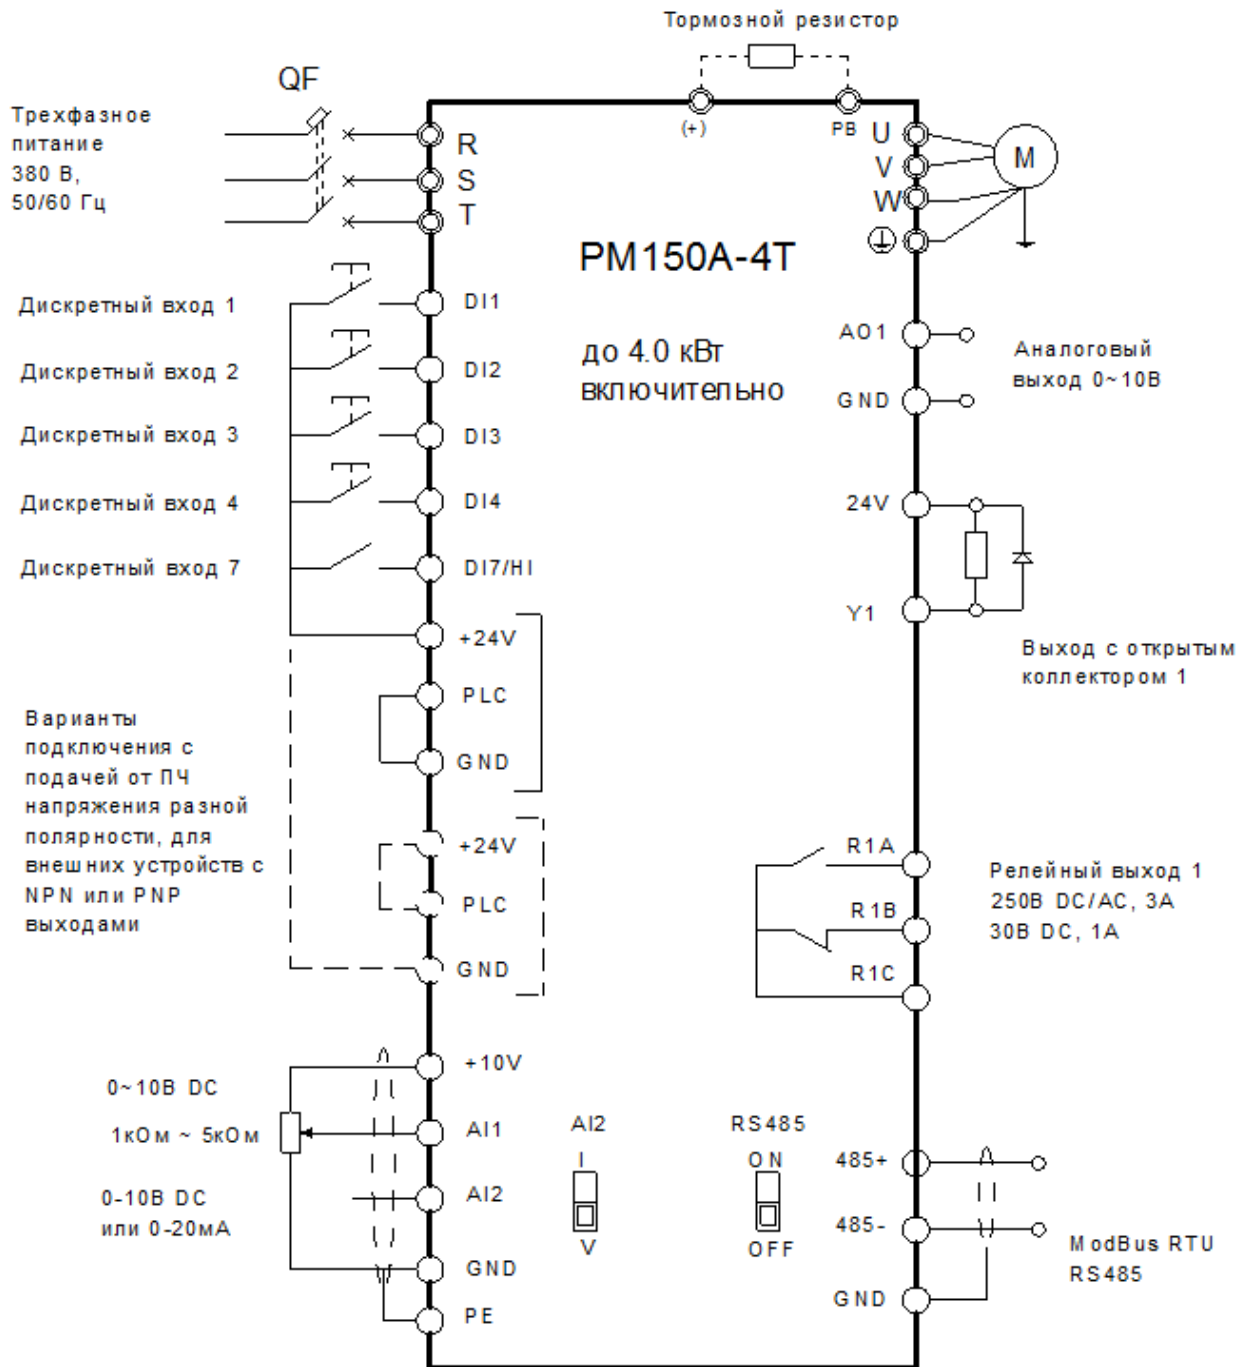 Тормозной резистор
QF
Трехфазное
питание
380 В,
50/60 Гц
(+)
PB
R
S
T
U
V
W
M
PM150A-4T
до 4.0 кВт
включительно
Дискретный вход 1
DI1
Дискретный вход 2
DI2
Дискретный вход 3
DI3
Дискретный вход 4
DI4
Дискретный вход 7
DI7/HI
+24V
PLC
GND
Варианты
подключения с
подачей от ПЧ
напряжения разной
полярности, для
внешних устройств с
NPN или PNP
выходами
+24V
PLC
GND
AO1
GND
Аналоговый
выход 0~10В
24V
Y1
Выход с открытым
коллектором 1
R1A
R1B
R1C
Релейный выход 1
250В DC/AC, 3А
30В DC, 1А
+10V
0~10В DC
1кОм ~ 5кОм
AI1
0-10В DC
или 0-20мА
AI2
GND
PE
AI2
I
V
RS485
ON
OFF
485+
485-
GND
ModBus RTU
RS485